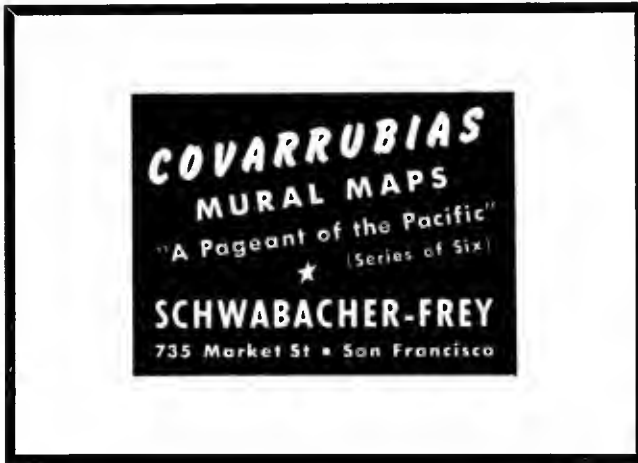 COVARRUBIAS
MURAL MAPS
"A Pageant of the Pacific"
(Series of Six)
★
SCHWABACHER-FREY
735 Market St • San Francisco